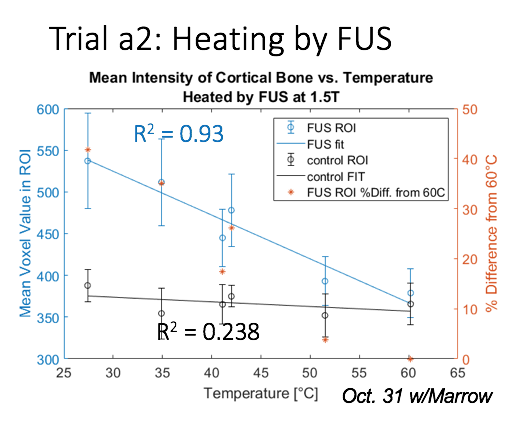 Trial a2: Heating by FUS
Mean Intensity of Cortical Bone vs. Temperature
Heated by FUS at 1.5T
Mean Voxel Value in ROI
600
550
500
450
400
350
300
R² = 0.93
R² = 0.238
FUS ROI
FUS fit
control ROI
control FIT
FUS ROI %Diff. from 60C
50
40
30
20
10
0
% Difference from 60°C
25 30 35 40 45 50 55 60 65
Temperature [°C]
Oct. 31 w/Marrow